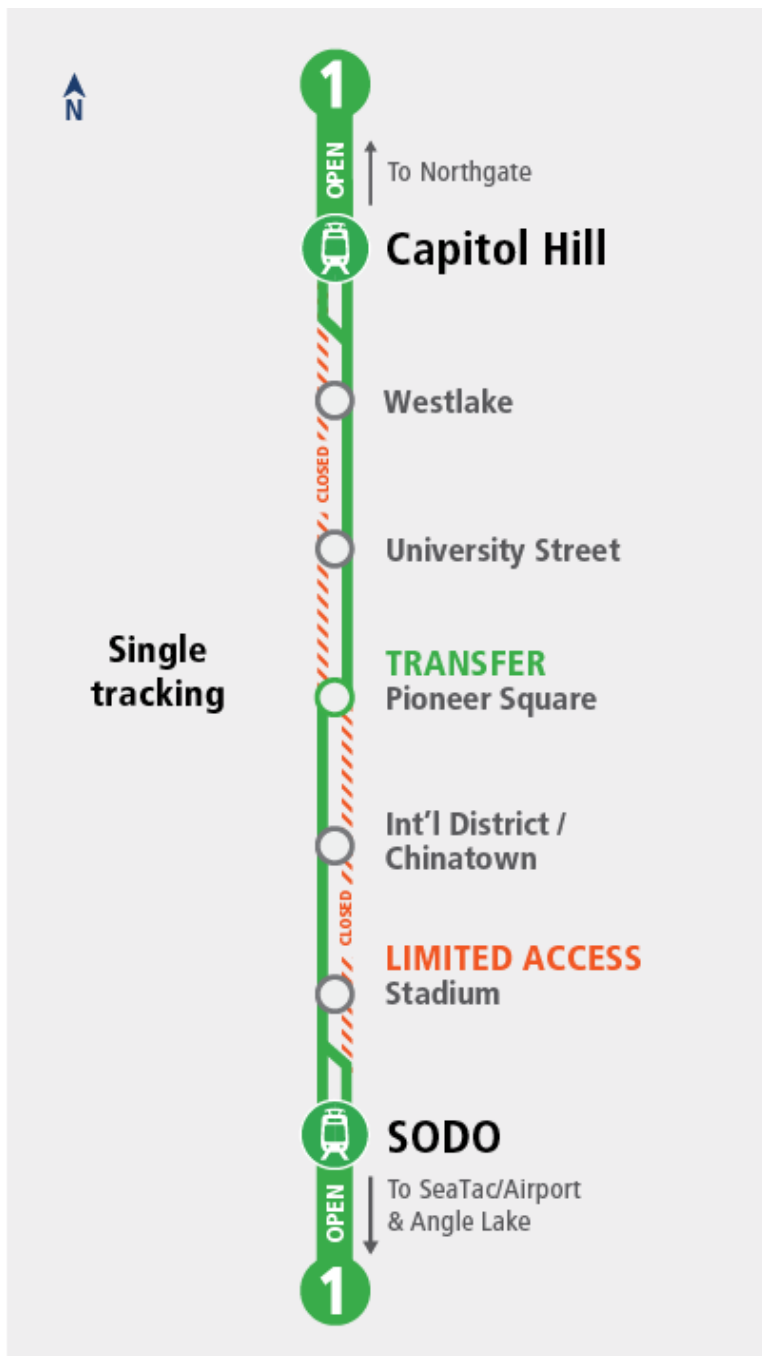 1
N
OPEN
To Northgate
Capitol Hill
Westlake
CLOSED
University Street
Single
tracking
TRANSFER
Pioneer Square
Int'l District /
Chinatown
CLOSED
LIMITED ACCESS
Stadium
SODO
To SeaTac/Airport
& Angle Lake
OPEN
1